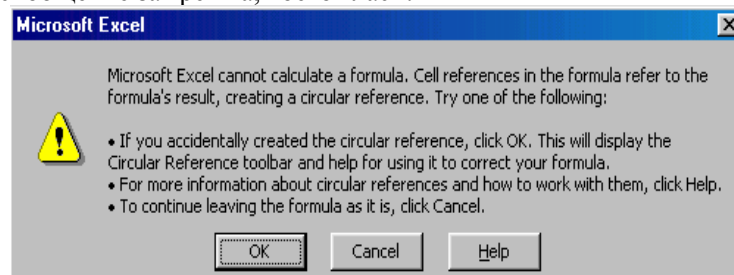 Microsoft Excel
Microsoft Excel cannot calculate a formula. Cell references in the formula refer to the
formula's result, creating a circular reference. Try one of the following:
• If you accidentally created the circular reference, click OK. This will display the
Circular Reference toolbar and help for using it to correct your formula.
• For more information about circular references and how to work with them, click Help.
• To continue leaving the formula as it is, click Cancel.
OK Cancel Help